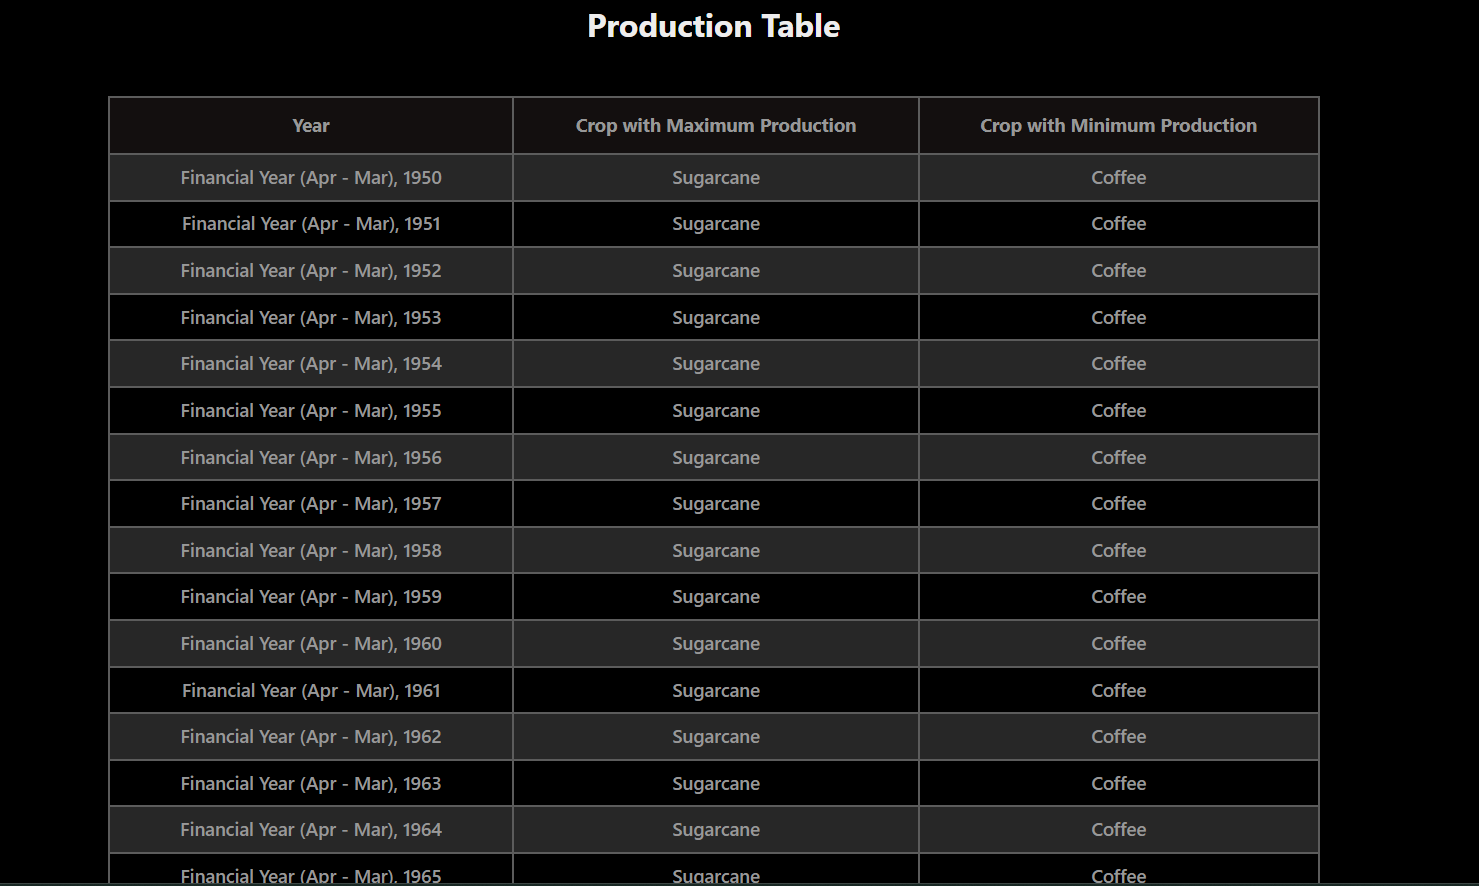 Production Table
Year Crop with Maximum Production Crop with Minimum Production
Financial Year (Apr - Mar), 1950 Sugarcane Coffee
Financial Year (Apr - Mar), 1951 Sugarcane Coffee
Financial Year (Apr - Mar), 1952 Sugarcane Coffee
Financial Year (Apr - Mar), 1953 Sugarcane Coffee
Financial Year (Apr - Mar), 1954 Sugarcane Coffee
Financial Year (Apr - Mar), 1955 Sugarcane Coffee
Financial Year (Apr - Mar), 1956 Sugarcane Coffee
Financial Year (Apr - Mar), 1957 Sugarcane Coffee
Financial Year (Apr - Mar), 1958 Sugarcane Coffee
Financial Year (Apr - Mar), 1959 Sugarcane Coffee
Financial Year (Apr - Mar), 1960 Sugarcane Coffee
Financial Year (Apr - Mar), 1961 Sugarcane Coffee
Financial Year (Apr - Mar), 1962 Sugarcane Coffee
Financial Year (Apr - Mar), 1963 Sugarcane Coffee
Financial Year (Apr - Mar), 1964 Sugarcane Coffee
Financial Year (Apr - Mar), 1965 Sugarcane Coffee